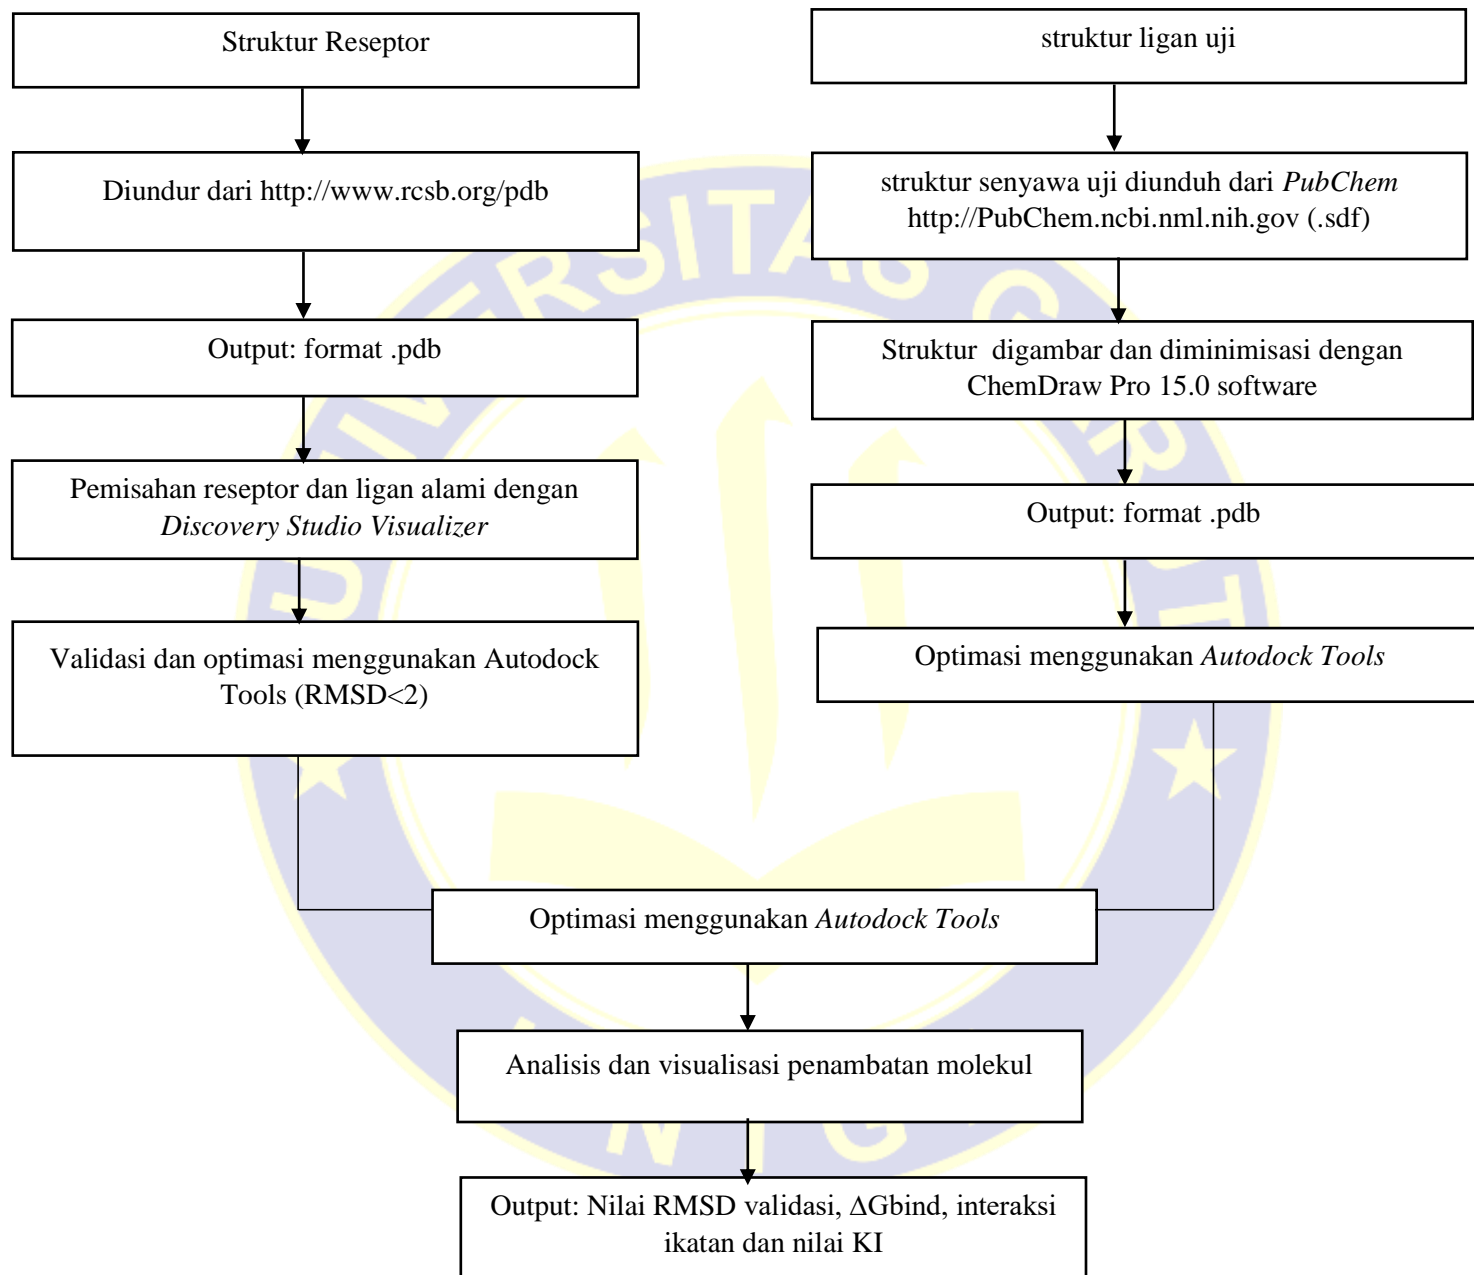 Struktur Reseptor
Diundur dari http://www.rcsb.org/pdb
Output: format .pdb
Pemisahan reseptor dan ligan alami dengan
Discovery Studio Visualizer
Validasi dan optimasi menggunakan Autodock
Tools (RMSD<2)
struktur ligan uji
struktur senyawa uji diunduh dari PubChem
http://PubChem.ncbi.nml.nih.gov (.sdf)
Struktur digambar dan diminimisasi dengan
ChemDraw Pro 15.0 software
Output: format .pdb
Optimasi menggunakan Autodock Tools
Optimasi menggunakan Autodock Tools
Analisis dan visualisasi penambatan molekul
Output: Nilai RMSD validasi, ΔGbind, interaksi
ikatan dan nilai KI